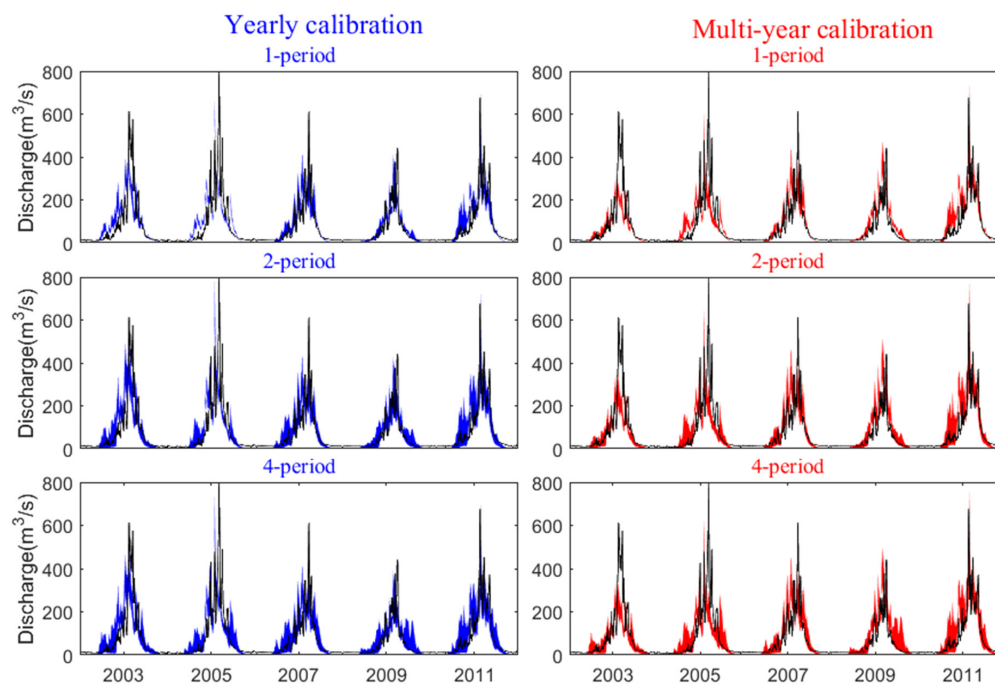 Yearly calibration Multi-year calibration
1-period 1-period
800 800
600 600
400 400
200 200
0 0
Discharge(m³/s)
2-period 2-period
800 800
600 600
400 400
200 200
0 0
Discharge(m³/s)
4-period 4-period
800 800
600 600
400 400
200 200
0 0
Discharge(m³/s)
2003 2005 2007 2009 2011 2003 2005 2007 2009 2011